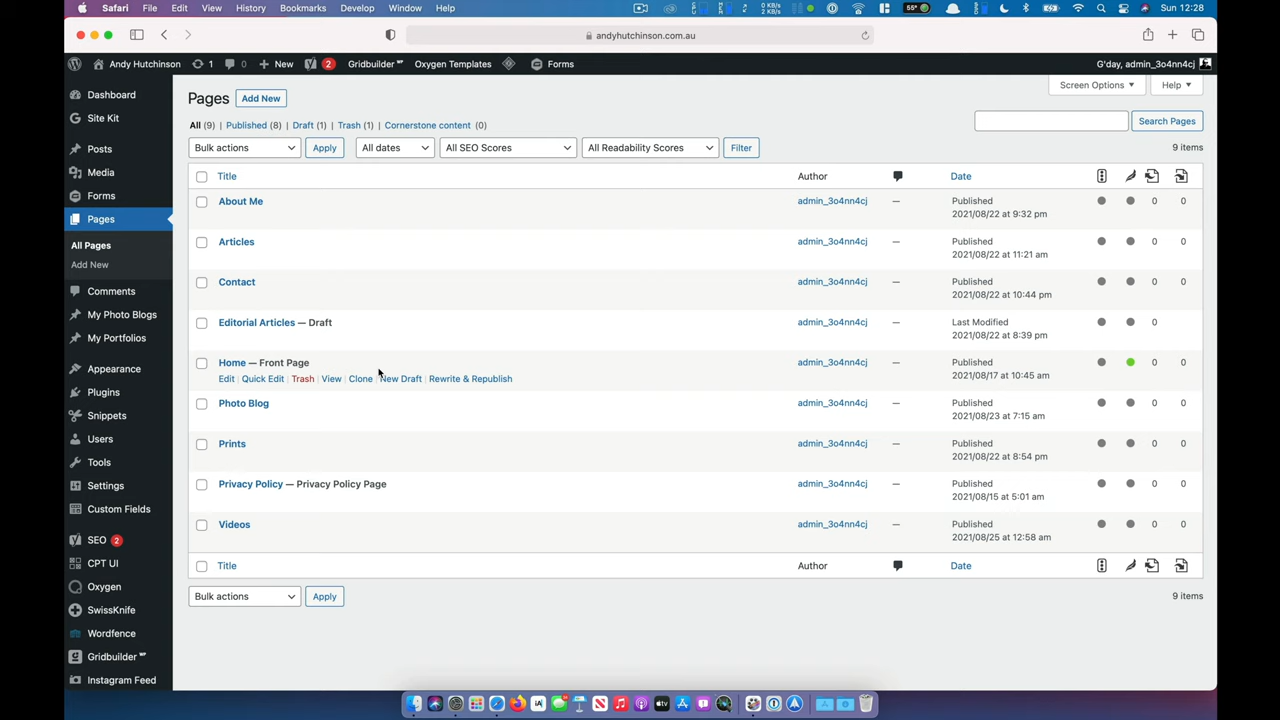 Safari File Edit View History Bookmarks Develop Window Help 0 KB/s 0 KB/s 55° Sun 12:28
andyhutchinson.com.au
Andy Hutchinson 1 0 New 2 Gridbuilder WP Oxygen Templates Forms G'day, admin_3o4nn4cj
Screen Options Help
Dashboard
Site Kit
Posts
Media
Forms
Pages
All Pages
Add New
Comments
My Photo Blogs
My Portfolios
Appearance
Plugins
Snippets
Users
Tools
Settings
Custom Fields
SEO 2
CPT UI
Oxygen
SwissKnife
Wordfence
Gridbuilder WP
Instagram Feed
Pages Add New
All (9) | Published (8) | Draft (1) | Trash (1) | Cornerstone content (0)
Search Pages
Bulk actions Apply All dates All SEO Scores All Readability Scores Filter 9 items
Title Author Date
About Me admin_3o4nn4cj — Published 0 0
2021/08/22 at 9:32 pm
Articles admin_3o4nn4cj — Published 0 0
2021/08/22 at 11:21 am
Contact admin_3o4nn4cj — Published 0 0
2021/08/22 at 10:44 pm
Editorial Articles — Draft admin_3o4nn4cj — Last Modified 0
2021/08/22 at 8:39 pm
Home — Front Page admin_3o4nn4cj — Published 0 0
Edit | Quick Edit | Trash | View | Clone | New Draft | Rewrite & Republish 2021/08/17 at 10:45 am
Photo Blog admin_3o4nn4cj — Published 0 0
2021/08/23 at 7:15 am
Prints admin_3o4nn4cj — Published 0 0
2021/08/22 at 8:54 pm
Privacy Policy — Privacy Policy Page admin_3o4nn4cj — Published 0 0
2021/08/15 at 5:01 am
Videos admin_3o4nn4cj — Published 0 0
2021/08/25 at 12:58 am
Title Author Date
Bulk actions Apply 9 items